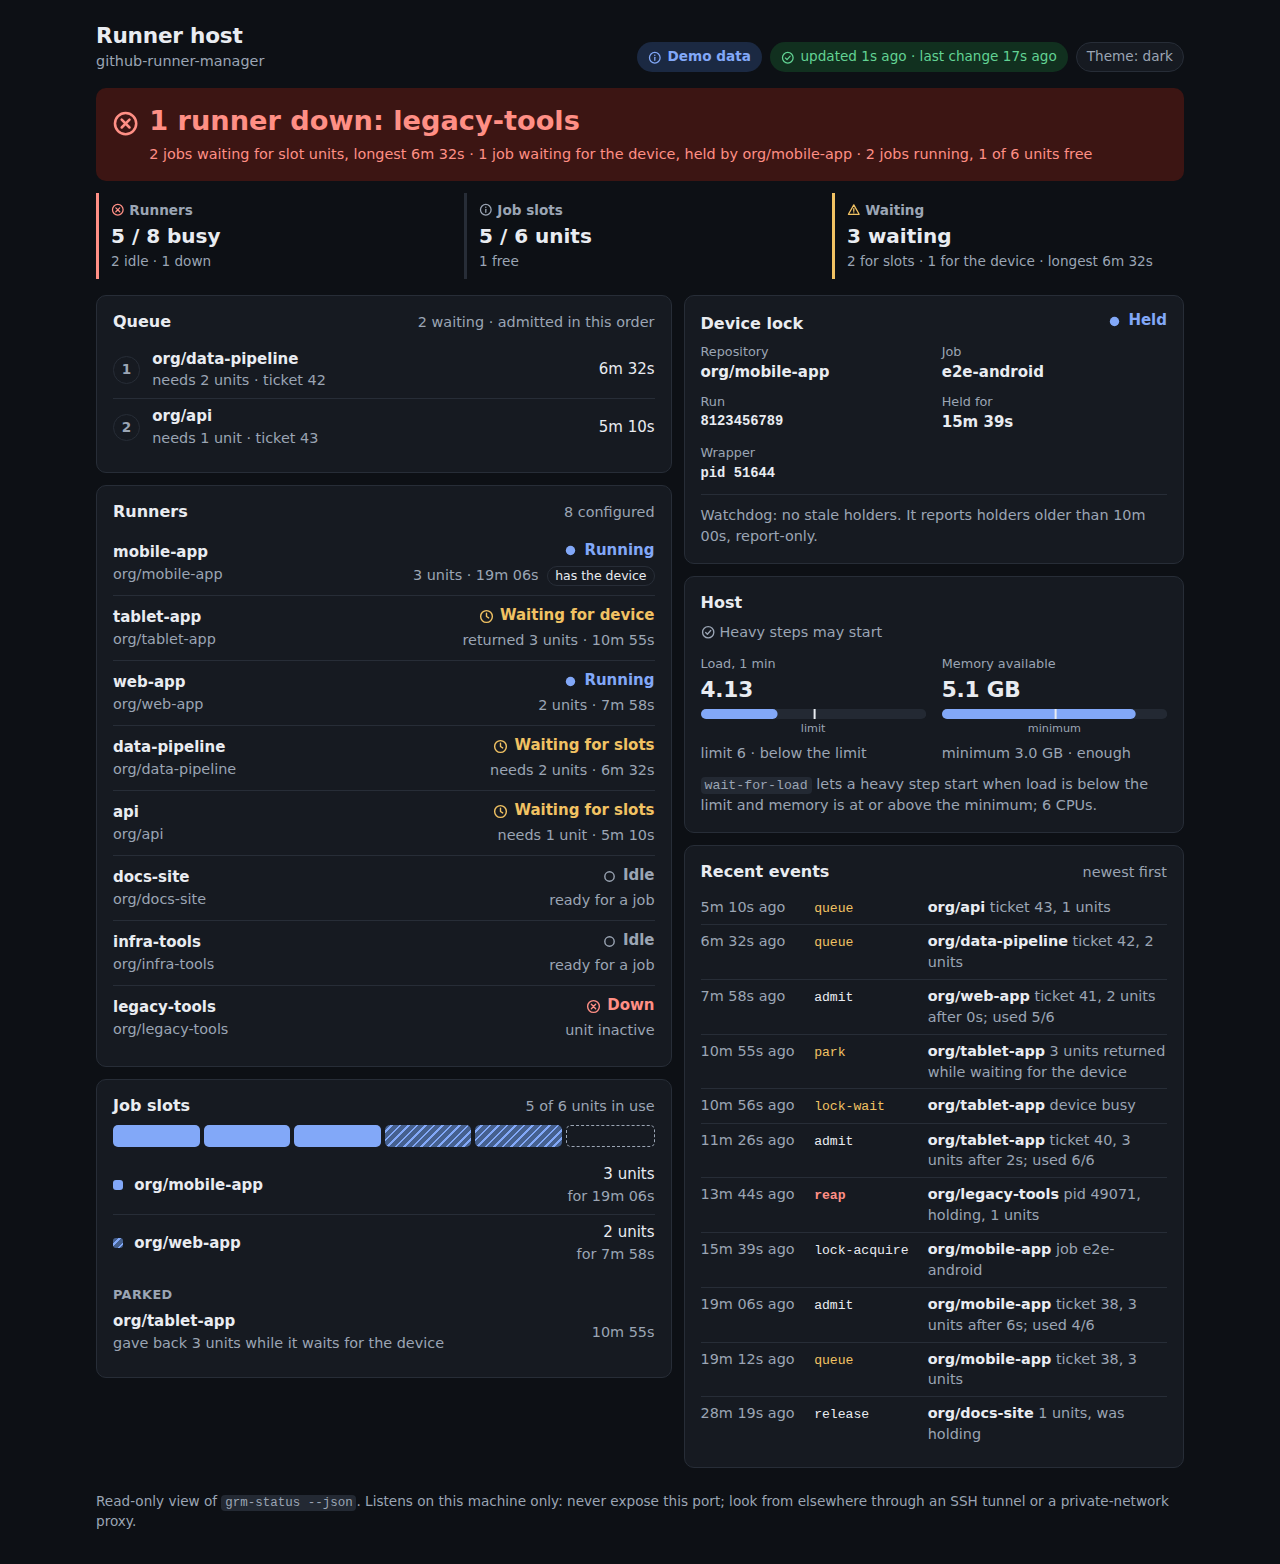 Runner host
github-runner-manager
Demo data
updated 1s ago · last change 17s ago
Theme: dark
1 runner down: legacy-tools
2 jobs waiting for slot units, longest 6m 32s · 1 job waiting for the device, held by org/mobile-app · 2 jobs running, 1 of 6 units free
Runners
5 / 8 busy
2 idle · 1 down
Job slots
5 / 6 units
1 free
Waiting
3 waiting
2 for slots · 1 for the device · longest 6m 32s
Queue
2 waiting · admitted in this order
1
org/data-pipeline
needs 2 units · ticket 42
6m 32s
2
org/api
needs 1 unit · ticket 43
5m 10s
Runners
8 configured
mobile-app
Running
org/mobile-app
3 units · 19m 06s has the device
tablet-app
Waiting for device
org/tablet-app
returned 3 units · 10m 55s
web-app
Running
org/web-app
2 units · 7m 58s
data-pipeline
Waiting for slots
org/data-pipeline
needs 2 units · 6m 32s
api
Waiting for slots
org/api
needs 1 unit · 5m 10s
docs-site
Idle
org/docs-site
ready for a job
infra-tools
Idle
org/infra-tools
ready for a job
legacy-tools
Down
org/legacy-tools
unit inactive
Job slots
5 of 6 units in use
org/mobile-app
3 units
for 19m 06s
org/web-app
2 units
for 7m 58s
PARKED
org/tablet-app
gave back 3 units while it waits for the device
10m 55s
Device lock
Held
Repository
org/mobile-app
Job
e2e-android
Run
8123456789
Held for
15m 39s
Wrapper
pid 51644
Watchdog: no stale holders. It reports holders older than 10m
00s, report-only.
Host
Heavy steps may start
Load, 1 min
4.13
limit
limit 6 · below the limit
Memory available
5.1 GB
minimum
minimum 3.0 GB · enough
wait-for-load lets a heavy step start when load is below the
limit and memory is at or above the minimum; 6 CPUs.
Recent events
newest first
5m 10s ago queue org/api ticket 43, 1 units
6m 32s ago queue org/data-pipeline ticket 42, 2
units
7m 58s ago admit org/web-app ticket 41, 2 units
after 0s; used 5/6
10m 55s ago park org/tablet-app 3 units returned
while waiting for the device
10m 56s ago lock-wait org/tablet-app device busy
11m 26s ago admit org/tablet-app ticket 40, 3
units after 2s; used 6/6
13m 44s ago reap org/legacy-tools pid 49071,
holding, 1 units
15m 39s ago lock-acquire org/mobile-app job e2e-
android
19m 06s ago admit org/mobile-app ticket 38, 3
units after 6s; used 4/6
19m 12s ago queue org/mobile-app ticket 38, 3
units
28m 19s ago release org/docs-site 1 units, was
holding
Read-only view of grm-status --json. Listens on this machine only: never expose this port; look from elsewhere through an SSH tunnel or a private-network
proxy.